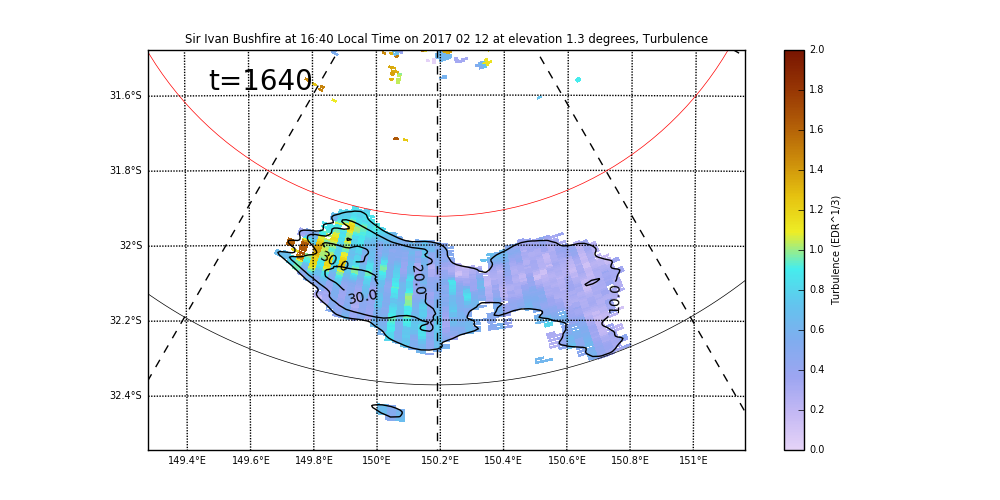 Sir Ivan Bushfire at 16:40 Local Time on 2017 02 12 at elevation 1.3 degrees, Turbulence
t=1640
31.6°S
31.8°S
32°S
32.2°S
32.4°S
149.4°E 149.6°E 149.8°E 150°E 150.2°E 150.4°E 150.6°E 150.8°E 151°E
30.0
30.0
20.0
10.0
2.0
1.8
1.6
1.4
1.2
1.0
0.8
0.6
0.4
0.2
0.0
Turbulence (EDR^1/3)